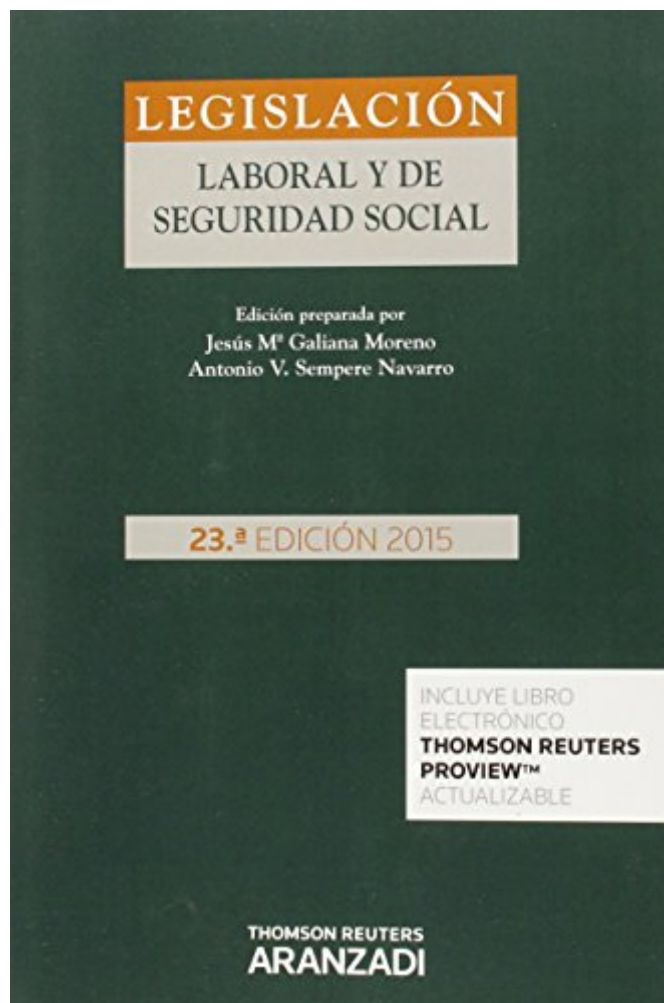 LEGISLACIÓN
LABORAL Y DE
SEGURIDAD SOCIAL
Edición preparada por
Jesús Mª Galiana Moreno
Antonio V. Sempere Navarro
23.ª EDICIÓN 2015
INCLUYE LIBRO
ELECTRÓNICO
THOMSON REUTERS
PROVIEW™
ACTUALIZABLE
THOMSON REUTERS
ARANZADI